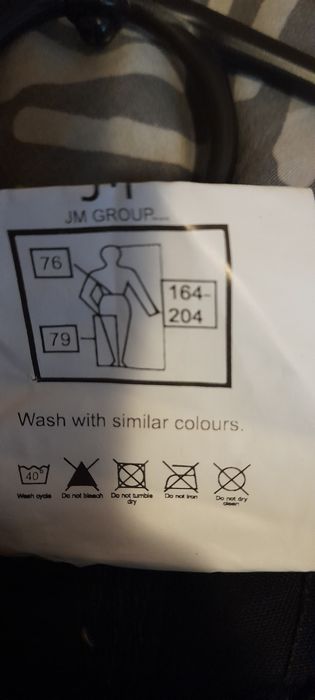 JM GROUP
76
164-
204
79
Wash with similar colours.
40°
Wash cycle
Do not bleach
Do not tumble
dry
Do not iron
Do not dry
clean